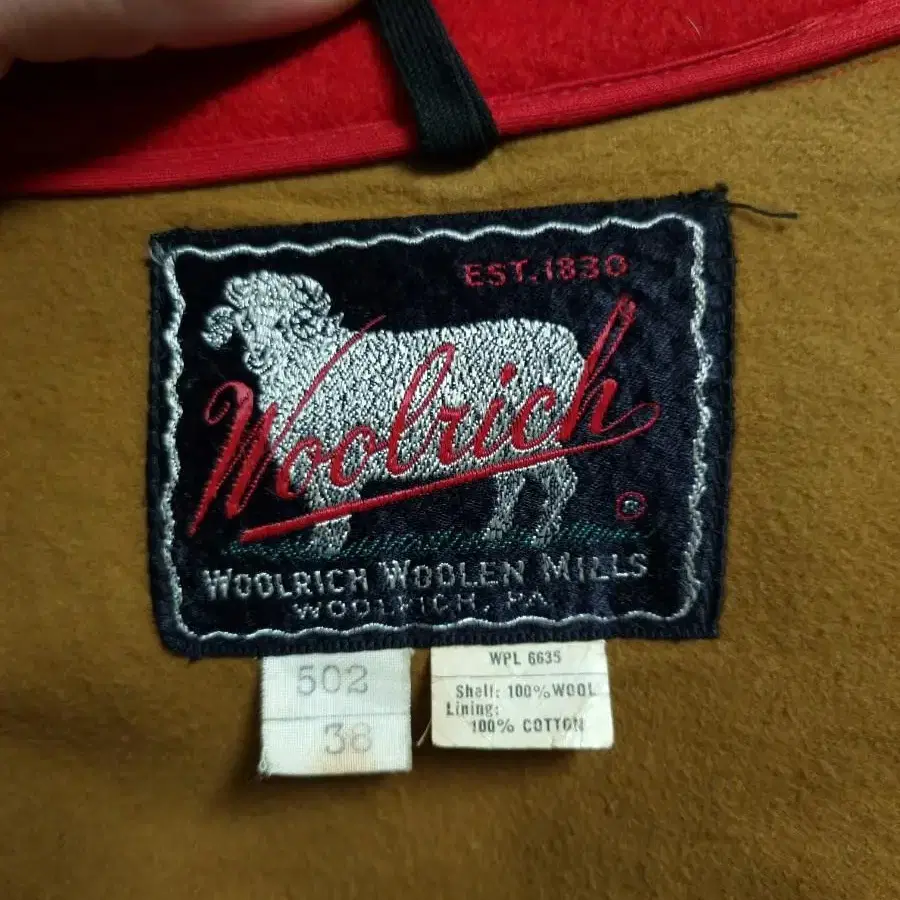 EST. 1830
Woolrich
®
WOOLRICH WOOLEN MILLS
WOOLRICH, PA.
502
38
WPL 6635
Shell: 100% WOOL
Lining:
100% COTTON